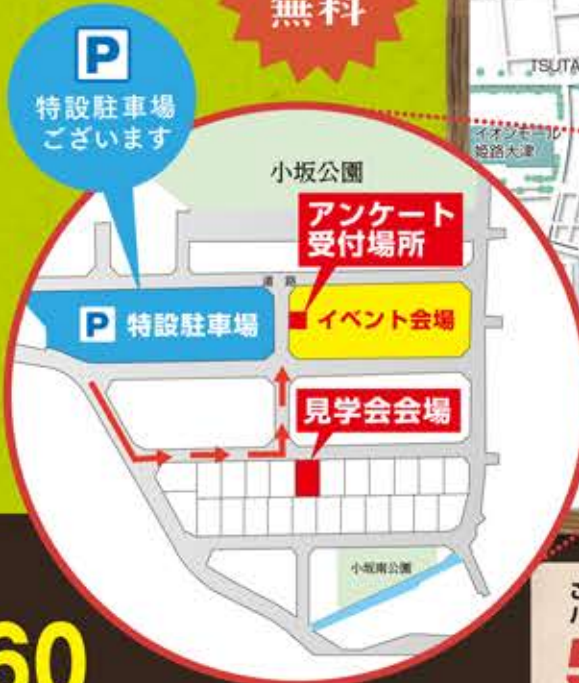 無料
P
特設駐車場
ございます
TSUTA
イオンモール
姫路大津
小坂公園
アンケート
受付場所
道路
P 特設駐車場
イベント会場
見学会会場
小坂南公園
60